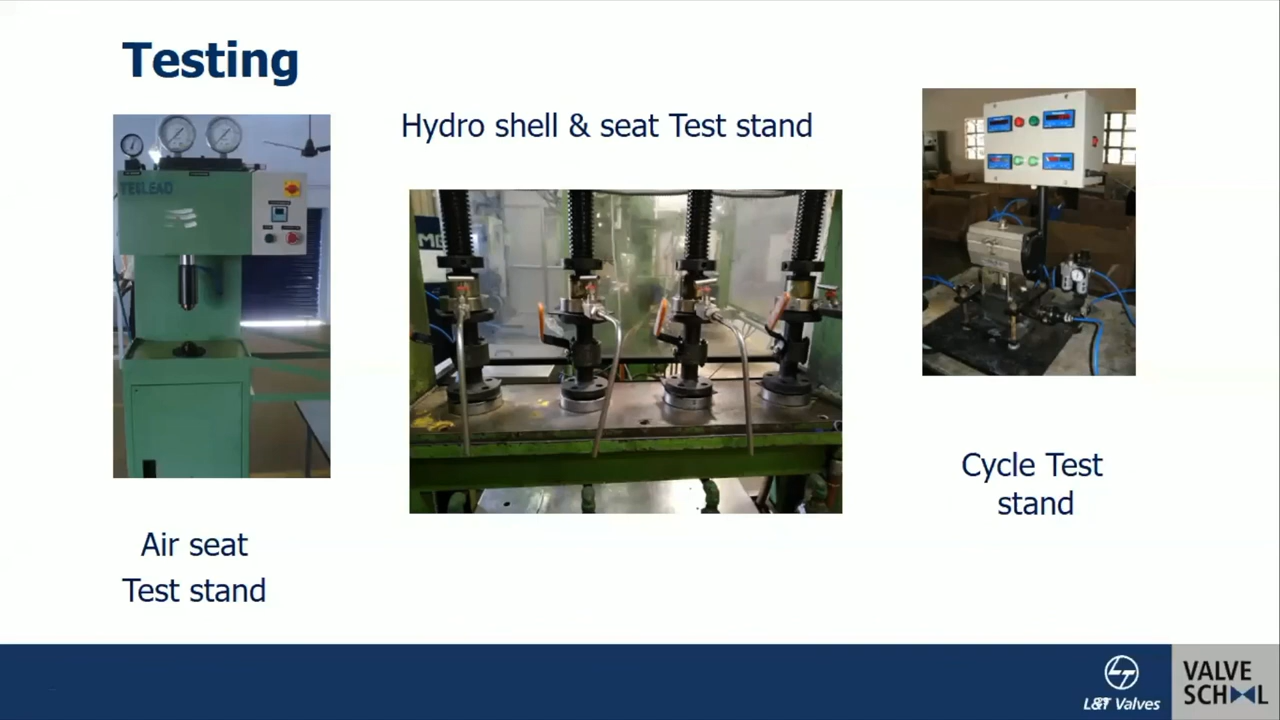 Testing
Hydro shell & seat Test stand
Cycle Test
stand
Air seat
Test stand
L&T Valves
VALVE
SCHOOL